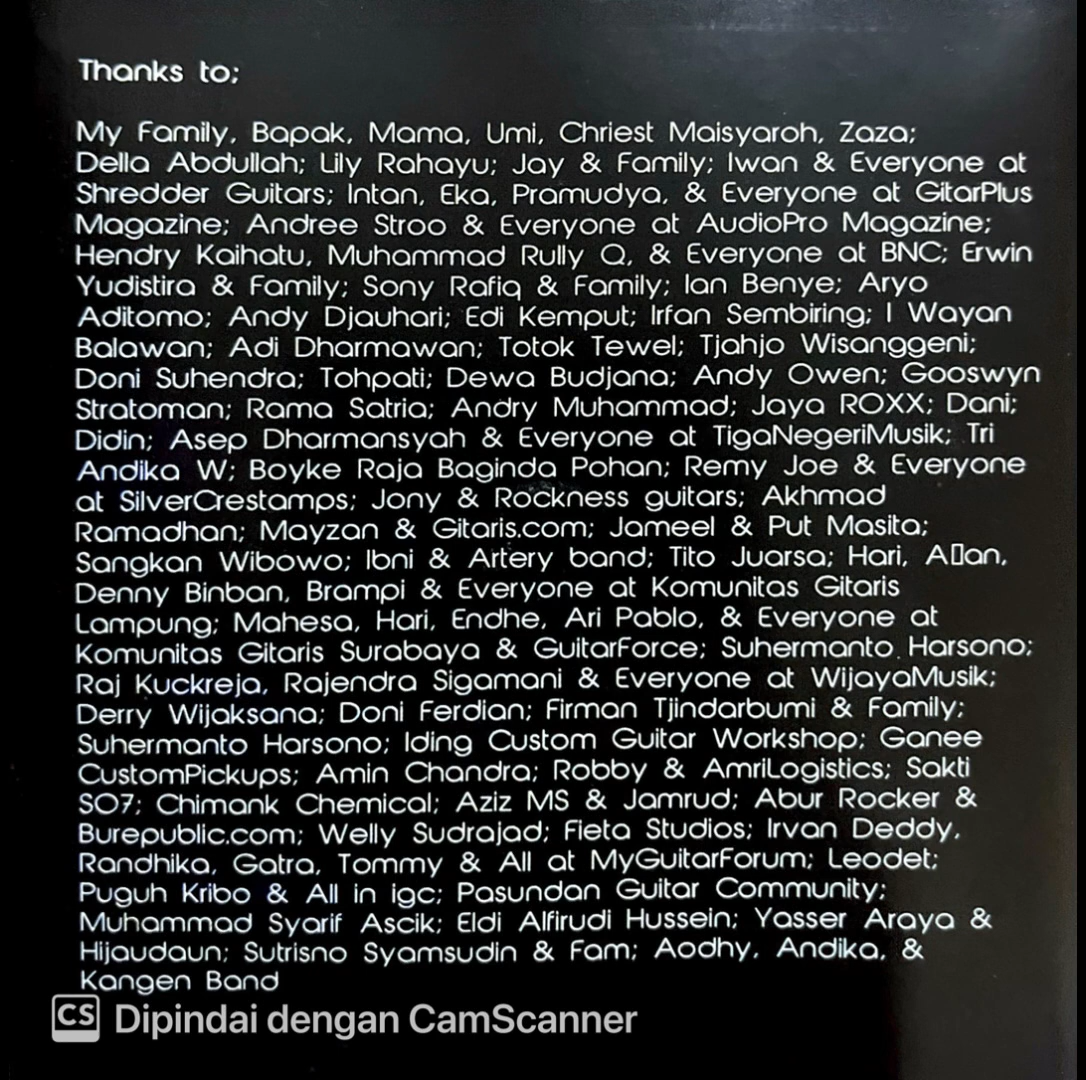 Thanks to;
My Family, Bapak, Mama, Umi, Chriest Maisyaroh, Zaza;
Della Abdullah; Lily Rahayu; Jay & Family; Iwan & Everyone at
Shredder Guitars; Intan, Eka, Pramudya, & Everyone at GitarPlus
Magazine; Andree Stroo & Everyone at AudioPro Magazine;
Hendry Kaihatu, Muhammad Rully Q, & Everyone at BNC; Erwin
Yudistira & Family; Sony Rafiq & Family; Ian Benye; Aryo
Aditomo; Andy Djauhari; Edi Kemput; Irfan Sembiring; I Wayan
Balawan; Adi Dharmawan; Totok Tewel; Tjahjo Wisanggeni;
Doni Suhendra; Tohpati; Dewa Budjana; Andy Owen; Gooswyn
Stratoman; Rama Satria; Andry Muhammad; Jaya ROXX; Dani;
Didin; Asep Dharmansyah & Everyone at TigaNegeriMusik; Tri
Andika W; Boyke Raja Baginda Pohan; Remy Joe & Everyone
at SilverCrestamps; Jony & Rockness guitars; Akhmad
Ramadhan; Mayzan & Gitaris.com; Jameel & Put Masita;
Sangkan Wibowo; Ibni & Artery band; Tito Juarsa; Hari, A▯an,
Denny Binban, Brampi & Everyone at Komunitas Gitaris
Lampung; Mahesa, Hari, Endhe, Ari Pablo, & Everyone at
Komunitas Gitaris Surabaya & GuitarForce; Suhermanto Harsono;
Raj Kuckreja, Rajendra Sigamani & Everyone at WijayaMusik;
Derry Wijaksana; Doni Ferdian; Firman Tjindarbumi & Family;
Suhermanto Harsono; Iding Custom Guitar Workshop; Ganee
CustomPickups; Amin Chandra; Robby & AmriLogistics; Sakti
SO7; Chimank Chemical; Aziz MS & Jamrud; Abur Rocker &
Burepublic.com; Welly Sudrajad; Fieta Studios; Irvan Deddy,
Randhika, Gatra, Tommy & All at MyGuitarForum; Leodet;
Puguh Kribo & All in igc; Pasundan Guitar Community;
Muhammad Syarif Ascik; Eldi Alfirudi Hussein; Yasser Araya &
Hijaudaun; Sutrisno Syamsudin & Fam; Aodhy, Andika, &
Kangen Band
CS Dipindai dengan CamScanner